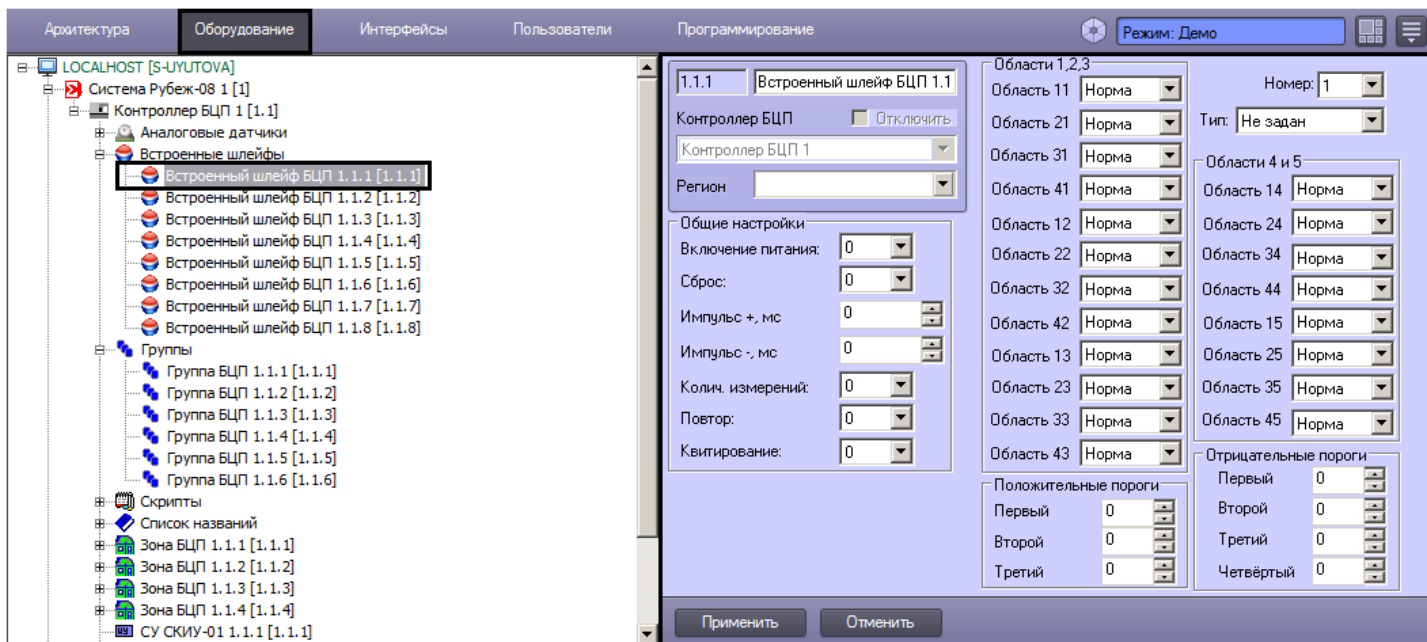 Архитектура Оборудование Интерфейсы Пользователи Программирование Режим: Демо
LOCALHOST [S-UYUTOVA]
Система Рубеж-08 1 [1]
Контроллер БЦП 1 [1.1]
Аналоговые датчики
Встроенные шлейфы
Встроенный шлейф БЦП 1.1.1 [1.1.1]
Встроенный шлейф БЦП 1.1.2 [1.1.2]
Встроенный шлейф БЦП 1.1.3 [1.1.3]
Встроенный шлейф БЦП 1.1.4 [1.1.4]
Встроенный шлейф БЦП 1.1.5 [1.1.5]
Встроенный шлейф БЦП 1.1.6 [1.1.6]
Встроенный шлейф БЦП 1.1.7 [1.1.7]
Встроенный шлейф БЦП 1.1.8 [1.1.8]
Группы
Группа БЦП 1.1.1 [1.1.1]
Группа БЦП 1.1.2 [1.1.2]
Группа БЦП 1.1.3 [1.1.3]
Группа БЦП 1.1.4 [1.1.4]
Группа БЦП 1.1.5 [1.1.5]
Группа БЦП 1.1.6 [1.1.6]
Скрипты
Список названий
Зона БЦП 1.1.1 [1.1.1]
Зона БЦП 1.1.2 [1.1.2]
Зона БЦП 1.1.3 [1.1.3]
Зона БЦП 1.1.4 [1.1.4]
СУ СКИУ-01 1.1.1 [1.1.1]
1.1.1 Встроенный шлейф БЦП 1.1
Контроллер БЦП Отключить
Контроллер БЦП 1
Регион
Общие настройки
Включение питания: 0
Сброс: 0
Импульс +, мс 0
Импульс -, мс 0
Колич. измерений: 0
Повтор: 0
Квитирование: 0
Области 1,2,3
Область 11 Норма
Область 21 Норма
Область 31 Норма
Область 41 Норма
Область 12 Норма
Область 22 Норма
Область 32 Норма
Область 42 Норма
Область 13 Норма
Область 23 Норма
Область 33 Норма
Область 43 Норма
Положительные пороги
Первый 0
Второй 0
Третий 0
Номер: 1
Тип: Не задан
Области 4 и 5
Область 14 Норма
Область 24 Норма
Область 34 Норма
Область 44 Норма
Область 15 Норма
Область 25 Норма
Область 35 Норма
Область 45 Норма
Отрицательные пороги
Первый 0
Второй 0
Третий 0
Четвёртый 0
Применить Отменить